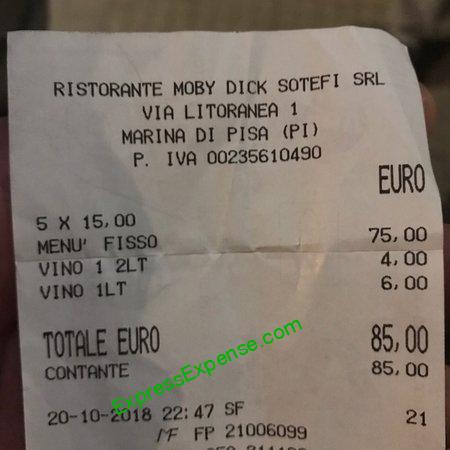 RISTORANTE MOBY DICK SOTEFI SRL
VIA LITORANEA 1
MARINA DI PISA (PI)
P. IVA 00235610490
EURO
5 X 15,00
MENU' FISSO 75,00
VINO 1 2LT 4,00
VINO 1LT 6,00
TOTALE EURO 85,00
CONTANTE 85,00
ExpressExpense.com
20-10-2018 22:47 SF 21
MF FP 21006099